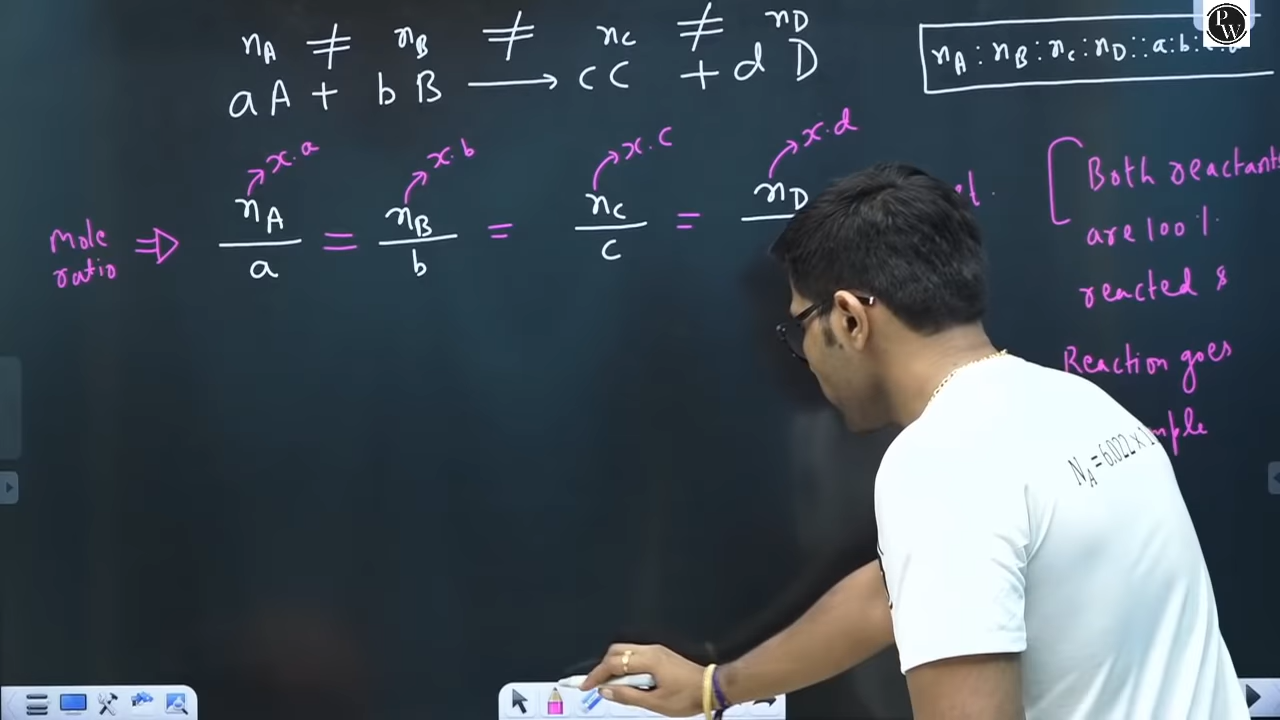 nA ≠ nB ≠ nC ≠ nD
aA + bB → cC + dD
nA : nB : nC : nD :: a : b :
x.a x.b x.c x.d
Mole ratio ⇒ nA/a = nB/b = nC/c = nD
Both reactants
are 100 %
reacted &
Reaction goes
NA = 6.022 ×
PW